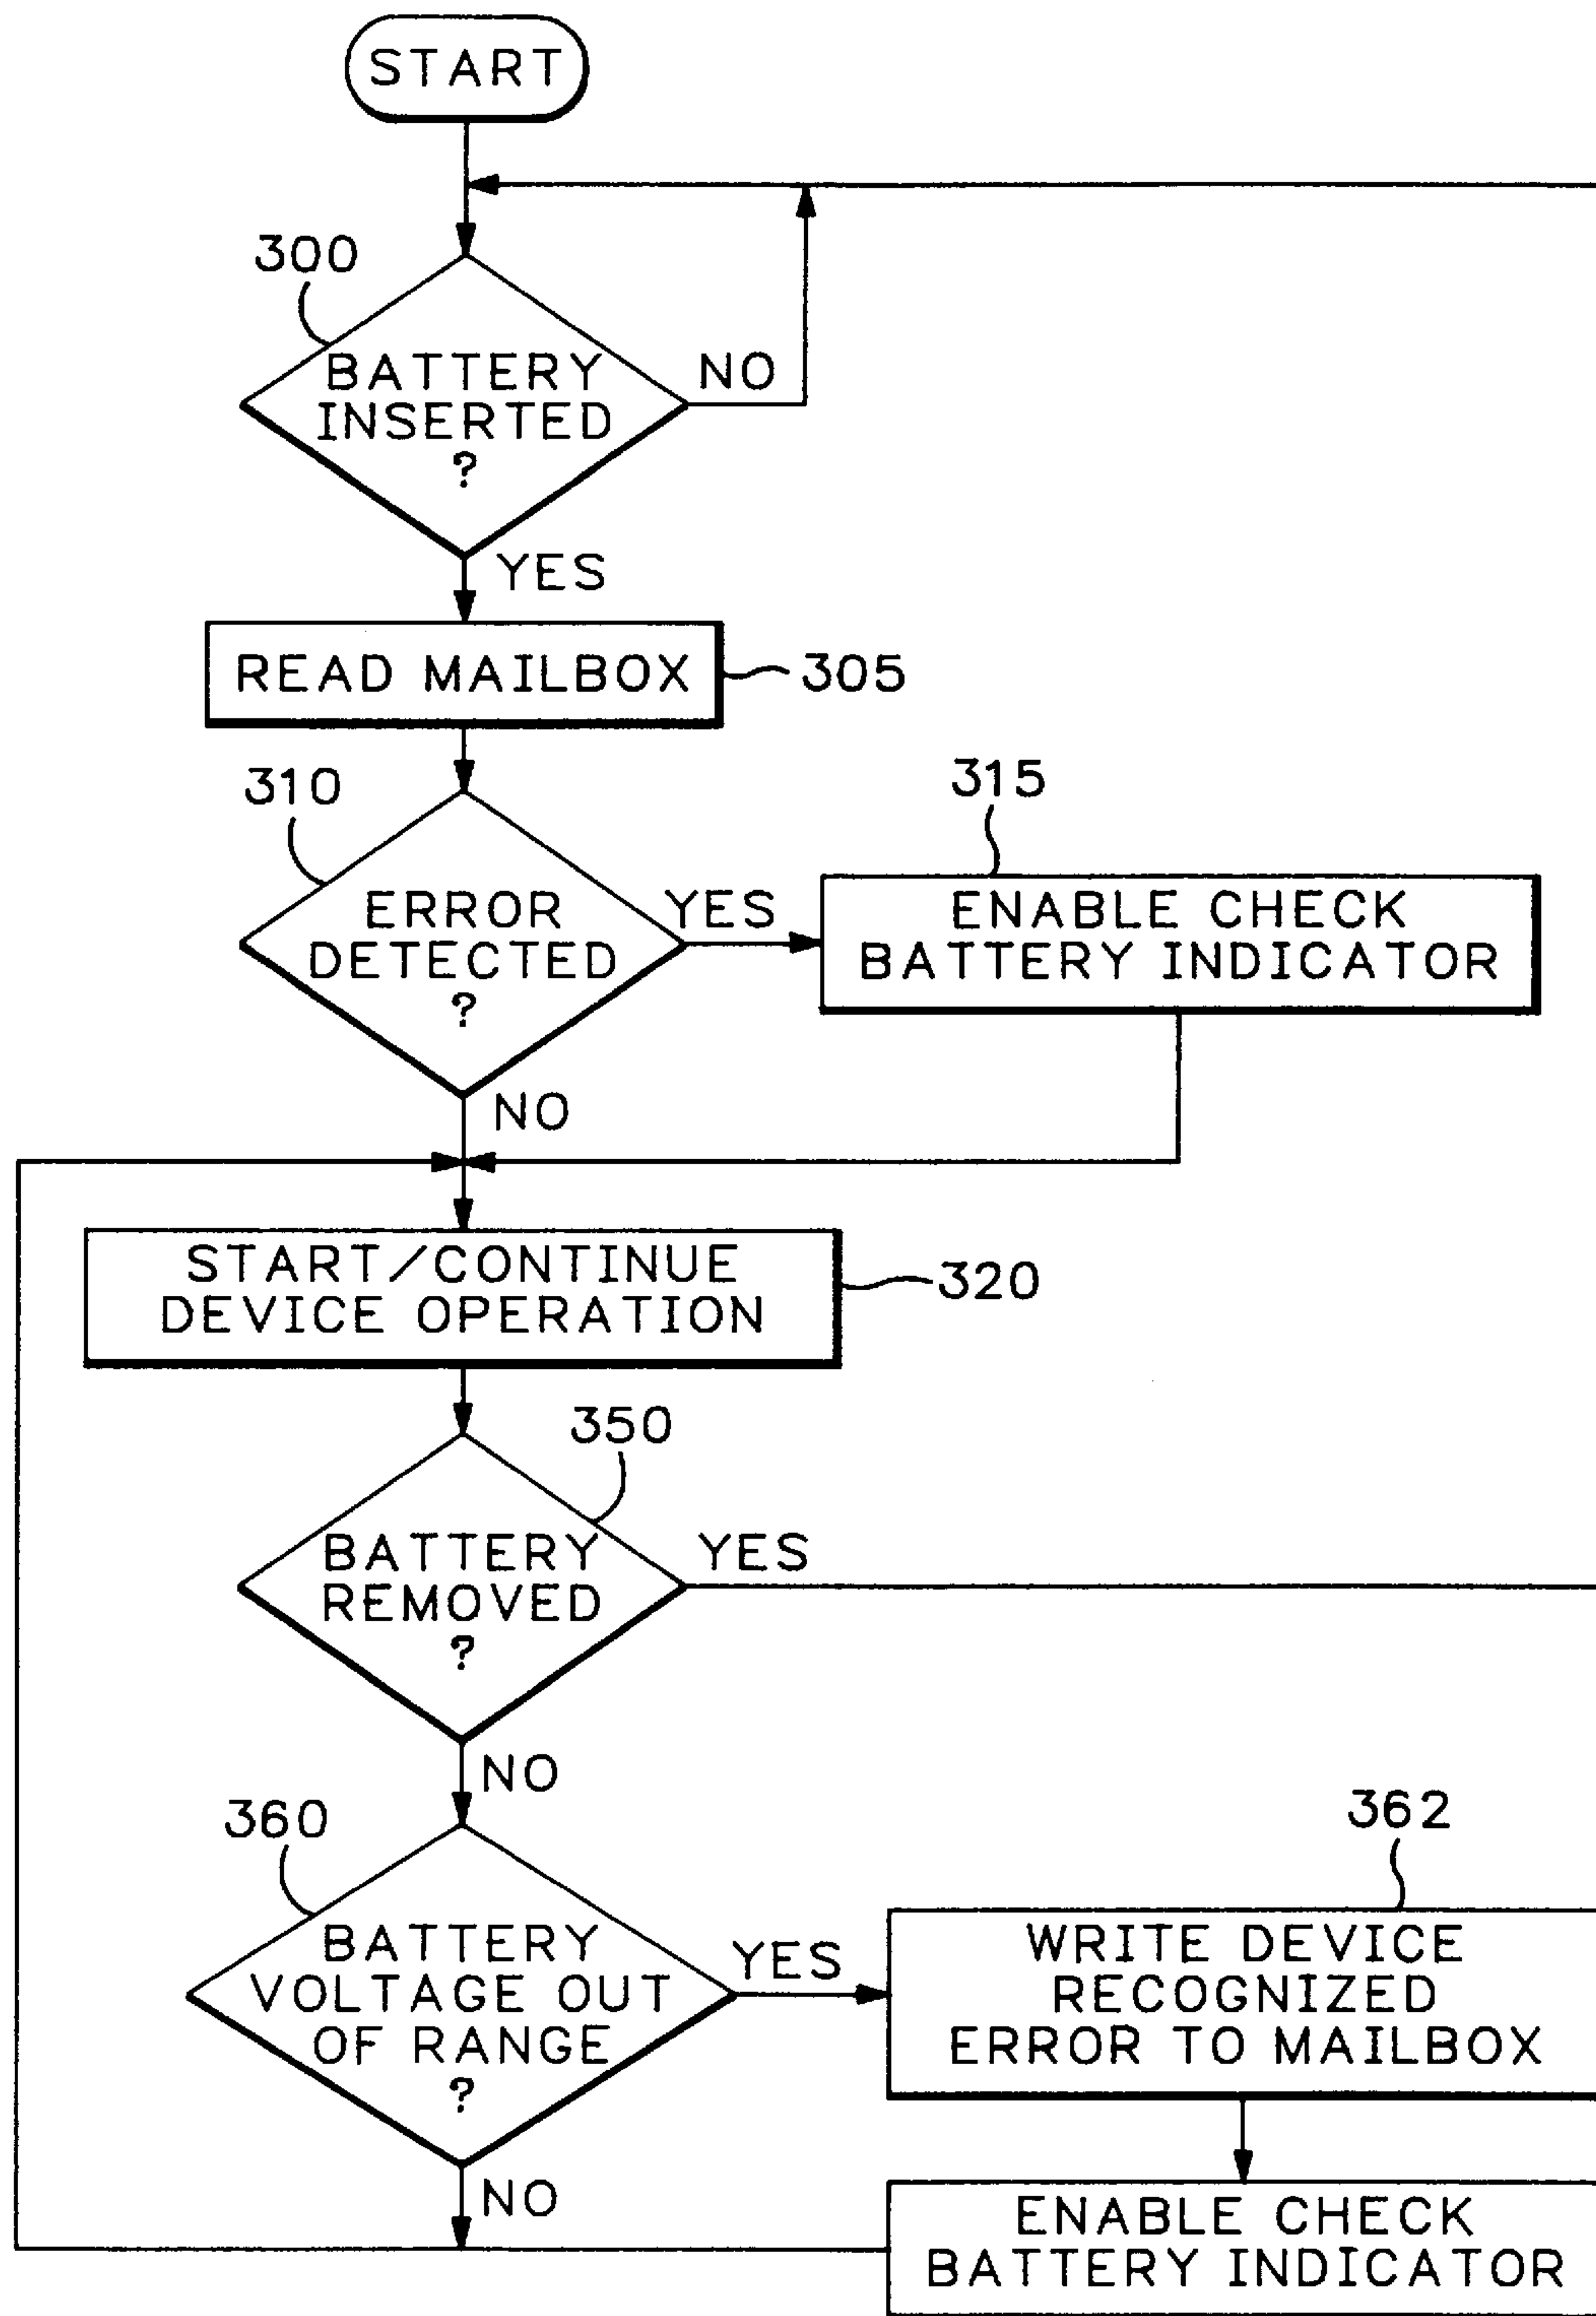 START
300
BATTERY
INSERTED
?
NO
YES
READ MAILBOX
305
310
ERROR
DETECTED
?
YES
315
ENABLE CHECK
BATTERY INDICATOR
NO
START/CONTINUE
DEVICE OPERATION
320
350
BATTERY
REMOVED
?
YES
NO
360
BATTERY
VOLTAGE OUT
OF RANGE
?
YES
362
WRITE DEVICE
RECOGNIZED
ERROR TO MAILBOX
NO
ENABLE CHECK
BATTERY INDICATOR